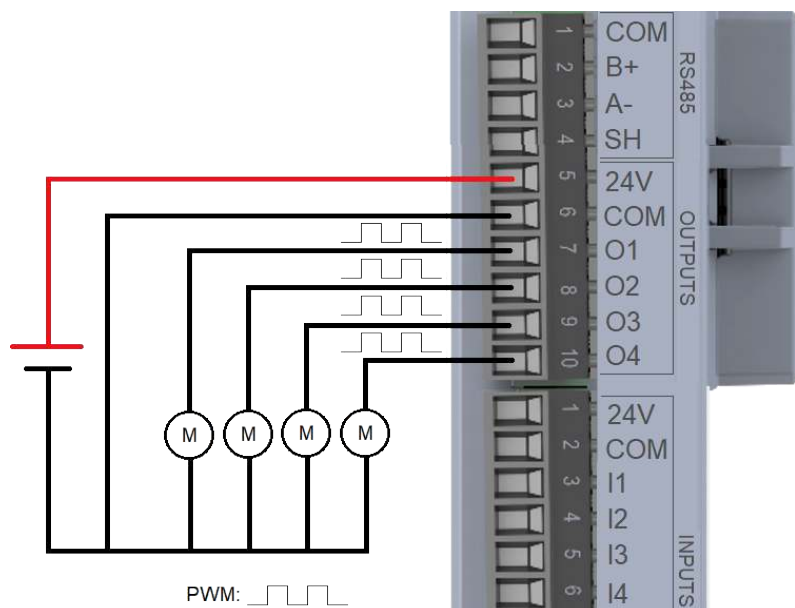 1 COM
2 B+
3 A-
4 SH
RS485
5 24V
6 COM
7 O1
8 O2
9 O3
10 O4
OUTPUTS
M M M M
1 24V
2 COM
3 I1
4 I2
5 I3
6 I4
INPUTS
PWM: